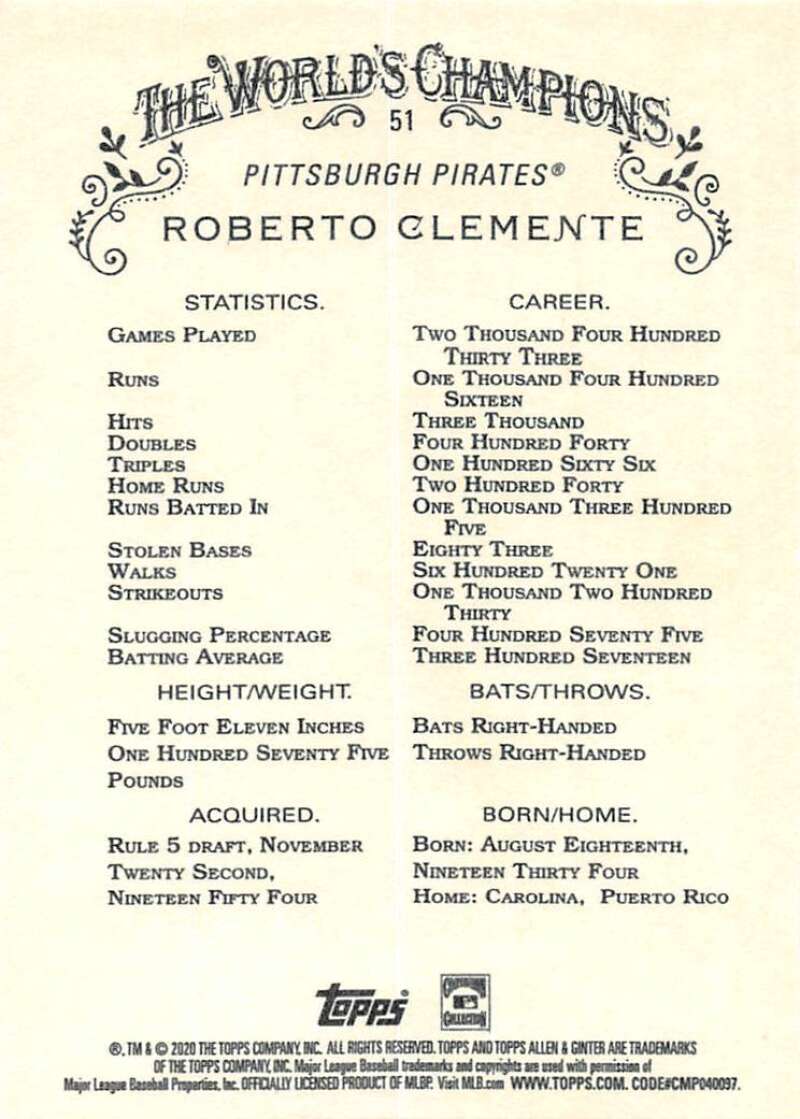 THE WORLD'S CHAMPIONS
51
PITTSBURGH PIRATES®
ROBERTO CLEMENTE
STATISTICS. CAREER.
GAMES PLAYED TWO THOUSAND FOUR HUNDRED
THIRTY THREE
RUNS ONE THOUSAND FOUR HUNDRED
SIXTEEN
HITS THREE THOUSAND
DOUBLES FOUR HUNDRED FORTY
TRIPLES ONE HUNDRED SIXTY SIX
HOME RUNS TWO HUNDRED FORTY
RUNS BATTED IN ONE THOUSAND THREE HUNDRED
FIVE
STOLEN BASES EIGHTY THREE
WALKS SIX HUNDRED TWENTY ONE
STRIKEOUTS ONE THOUSAND TWO HUNDRED
THIRTY
SLUGGING PERCENTAGE FOUR HUNDRED SEVENTY FIVE
BATTING AVERAGE THREE HUNDRED SEVENTEEN
HEIGHT/WEIGHT. BATS/THROWS.
FIVE FOOT ELEVEN INCHES BATS RIGHT-HANDED
ONE HUNDRED SEVENTY FIVE THROWS RIGHT-HANDED
POUNDS
ACQUIRED. BORN/HOME.
RULE 5 DRAFT, NOVEMBER BORN: AUGUST EIGHTEENTH,
TWENTY SECOND, NINETEEN THIRTY FOUR
NINETEEN FIFTY FOUR HOME: CAROLINA, PUERTO RICO
Topps® COOPERSTOWN
COLLECTION
®, TM & © 2020 THE TOPPS COMPANY, INC. ALL RIGHTS RESERVED. TOPPS AND TOPPS ALLEN & GINTER ARE TRADEMARKS
OF THE TOPPS COMPANY, INC. Major League Baseball trademarks and copyrights are used with permission of
Major League Baseball Properties, Inc. OFFICIALLY LICENSED PRODUCT OF MLBP. Visit MLB.com WWW.TOPPS.COM. CODE#CMP040097.